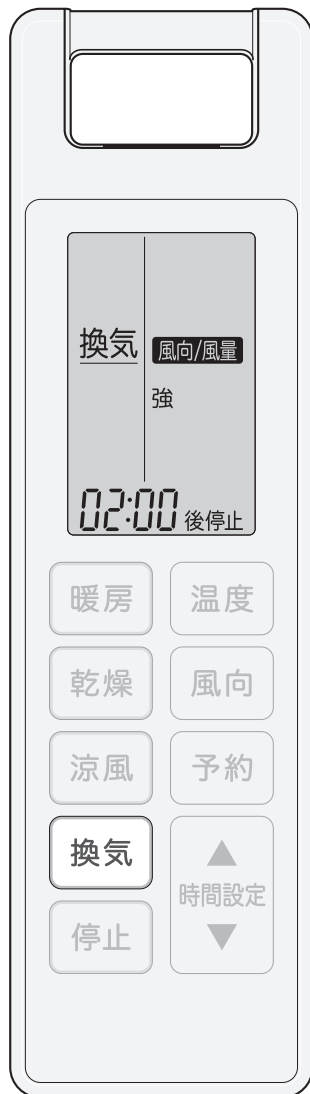 換気
風向/風量
強
02:00 後停止
暖房
温度
乾燥
風向
涼風
予約
換気
▲
時間設定
▼
停止